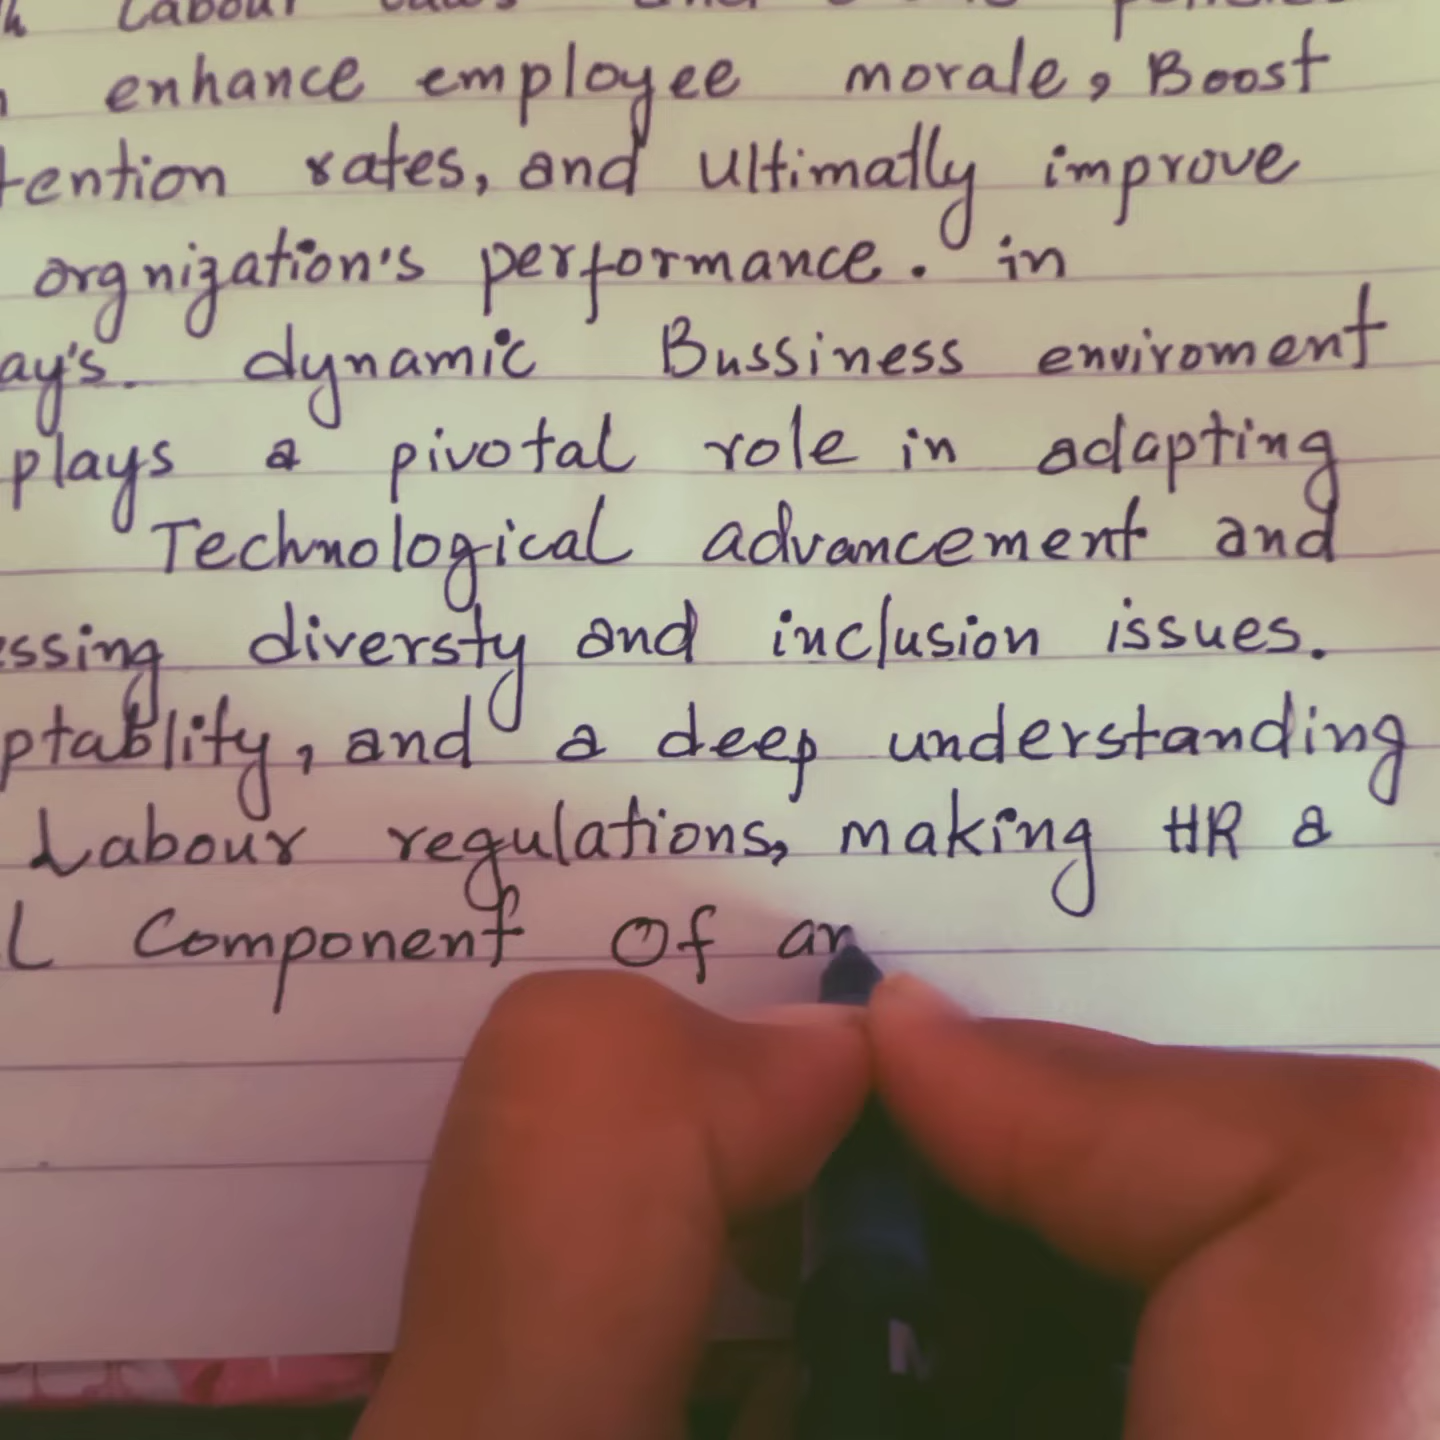 Labour
enhance employee morale, Boost
tention rates, and ultimatly improve
orgnization's performance. in
ay's. dynamic Bussiness enviroment
plays a pivotal role in adapting
Technological advancement and
essing diversty and inclusion issues.
ptablity, and a deep understanding
Labour regulations, making HR a
L Component Of an